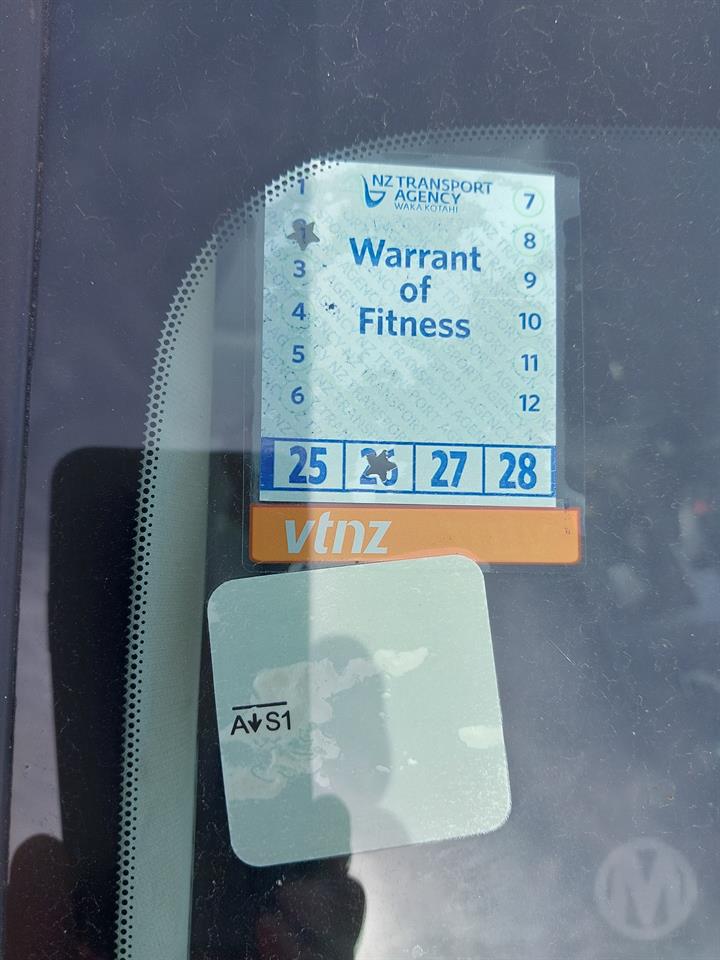 NZ TRANSPORT
AGENCY
WAKA KOTAHI
Warrant
of
Fitness
1
3
4
5
6
7
8
9
10
11
12
25 26 27 28
vtnz
A↓S1
M